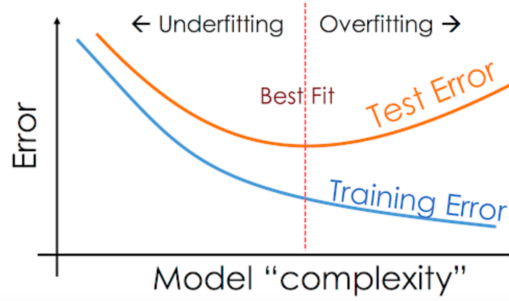 ← Underfitting Overfitting →
Best Fit
Test Error
Error
Training Error
Model “complexity”